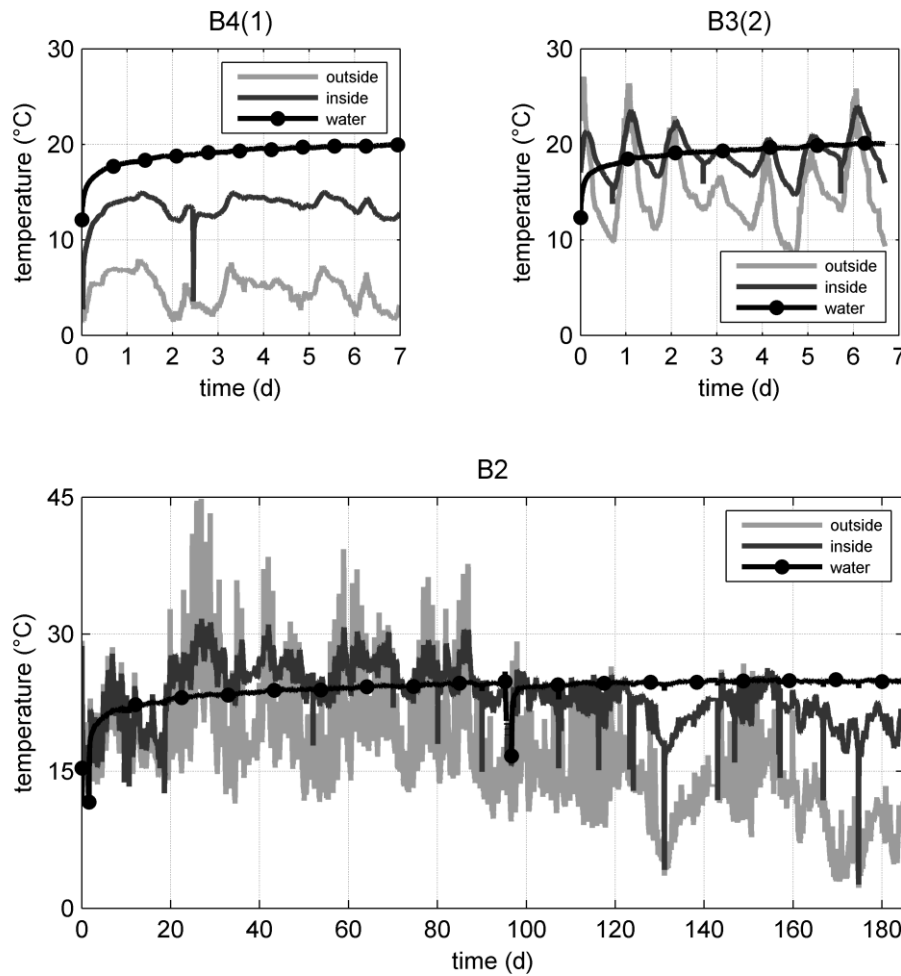 B4(1)
30
20
10
0
temperature (°C)
outside
inside
water
0 1 2 3 4 5 6 7
time (d)
B3(2)
30
20
10
0
temperature (°C)
outside
inside
water
0 1 2 3 4 5 6 7
time (d)
B2
45
30
15
0
temperature (°C)
outside
inside
water
0 20 40 60 80 100 120 140 160 180
time (d)